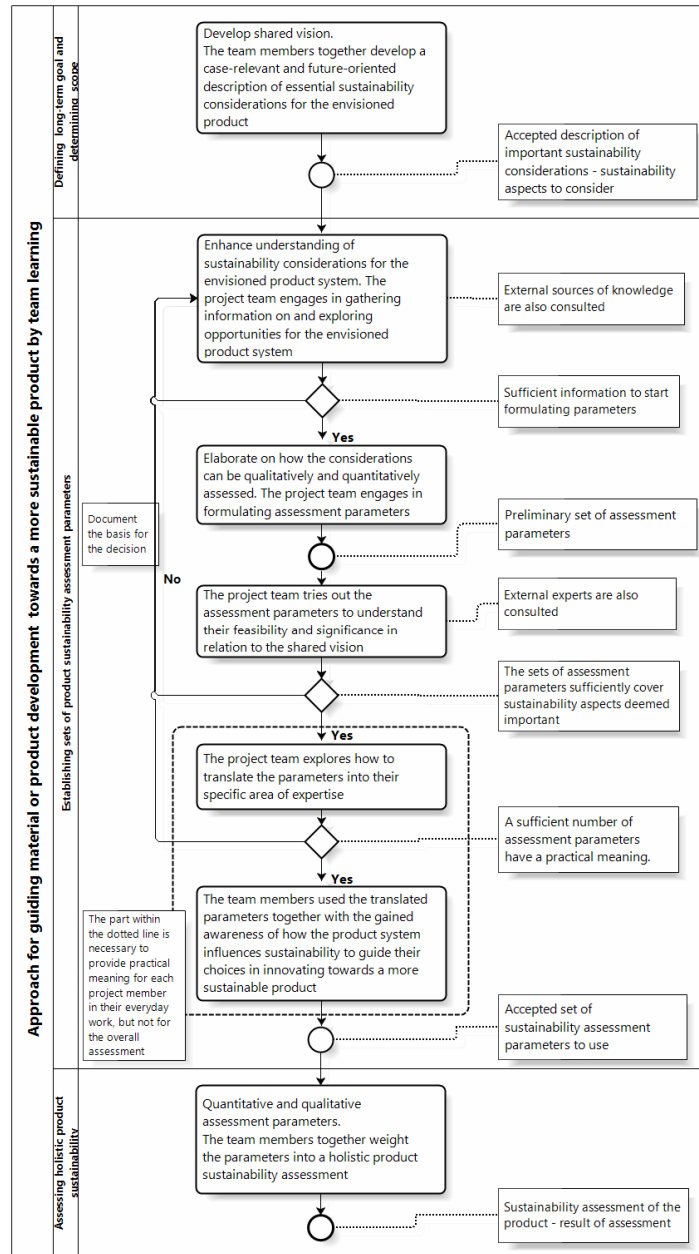 Approach for guiding material or product development towards a more sustainable product by team learning
Defining long-term goal and
determining scope
Develop shared vision.
The team members together develop a
case-relevant and future-oriented
description of essential sustainability
considerations for the envisioned
product
Accepted description of
important sustainability
considerations - sustainability
aspects to consider
Establishing sets of product sustainability assessment parameters
Enhance understanding of
sustainability considerations for the
envisioned product system. The
project team engages in gathering
information on and exploring
opportunities for the envisioned
product system
External sources of knowledge
are also consulted
Sufficient information to start
formulating parameters
Yes
Elaborate on how the considerations
can be qualitatively and quantitatively
assessed. The project team engages in
formulating assessment parameters
Document
the basis for
the decision
Preliminary set of assessment
parameters
No
The project team tries out the
assessment parameters to understand
their feasibility and significance in
relation to the shared vision
External experts are also
consulted
The sets of assessment
parameters sufficiently cover
sustainability aspects deemed
important
Yes
The project team explores how to
translate the parameters into their
specific area of expertise
A sufficient number of
assessment parameters
have a practical meaning.
Yes
The team members used the translated
parameters together with the gained
awareness of how the product system
influences sustainability to guide their
choices in innovating towards a more
sustainable product
The part within
the dotted line is
necessary to
provide practical
meaning for each
project member
in their everyday
work, but not for
the overall
assessment
Accepted set of
sustainability assessment
parameters to use
Assessing holistic product
sustainability
Quantitative and qualitative
assessment parameters.
The team members together weight
the parameters into a holistic product
sustainability assessment
Sustainability assessment of the
product - result of assessment